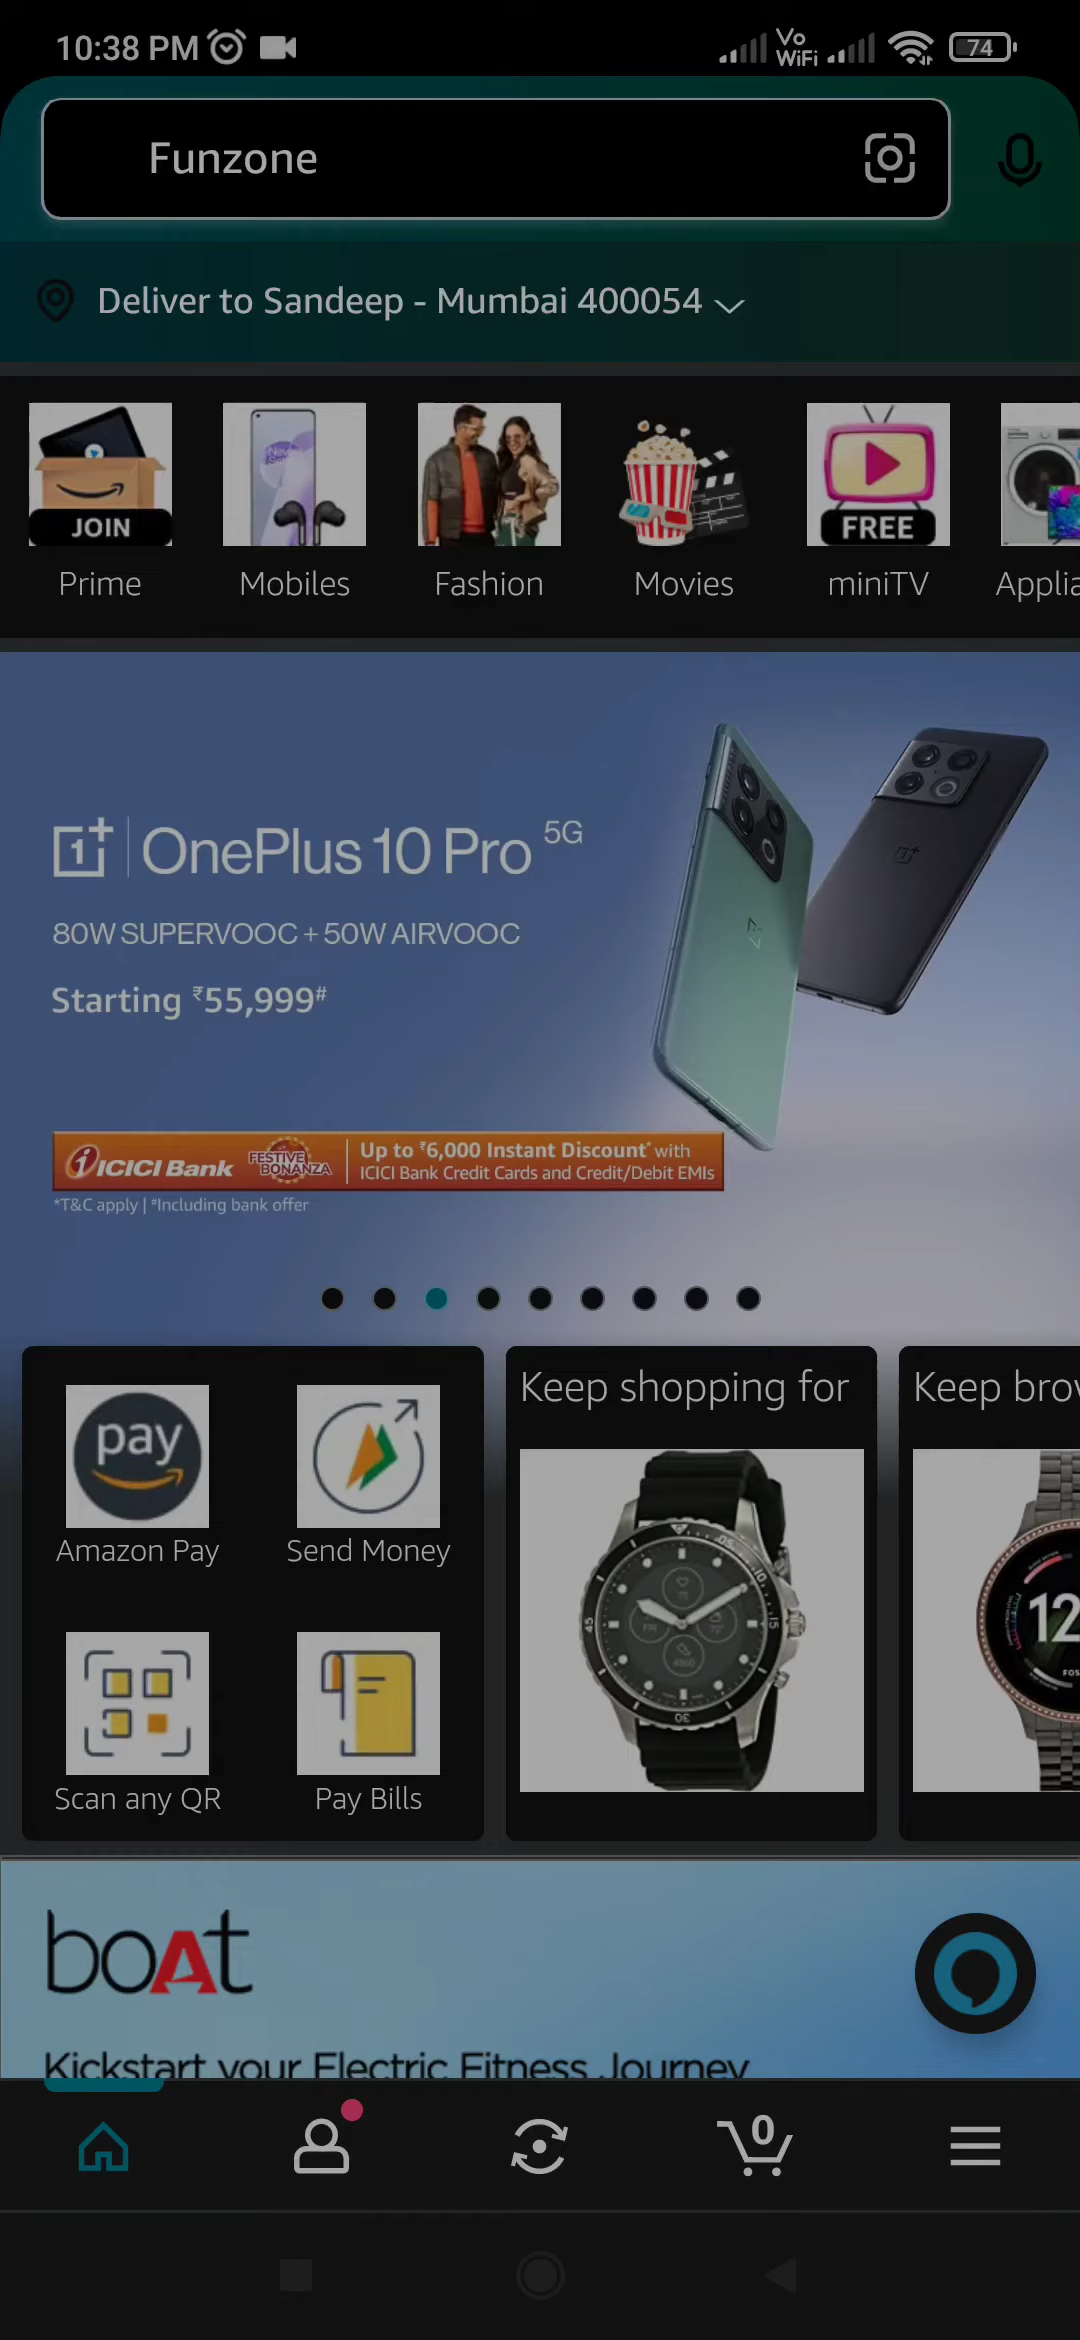 10:38 PM
Vo
WiFi
74
Funzone
Deliver to Sandeep - Mumbai 400054
JOIN
FREE
Prime
Mobiles
Fashion
Movies
miniTV
Applia
OnePlus 10 Pro 5G
80W SUPERVOOC + 50W AIRVOOC
Starting ₹55,999#
ICICI Bank
FESTIVE
BONANZA
Up to ₹6,000 Instant Discount* with
ICICI Bank Credit Cards and Credit/Debit EMIs
*T&C apply | #Including bank offer
pay
Amazon Pay
Send Money
Scan any QR
Pay Bills
Keep shopping for
Keep brow
12
FOS
boAt
Kickstart your Electric Fitness Journey
0